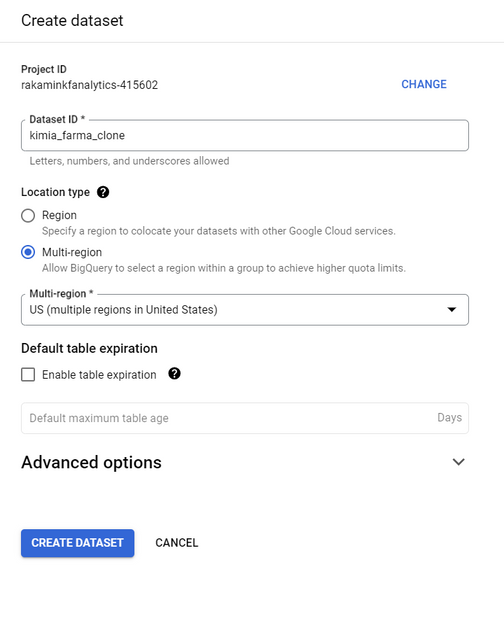 Create dataset
Project ID
rakaminkfanalytics-415602
CHANGE
Dataset ID *
kimia_farma_clone
Letters, numbers, and underscores allowed
Location type ?
Region
Specify a region to colocate your datasets with other Google Cloud services.
Multi-region
Allow BigQuery to select a region within a group to achieve higher quota limits.
Multi-region *
US (multiple regions in United States)
Default table expiration
Enable table expiration ?
Default maximum table age Days
Advanced options
CREATE DATASET CANCEL